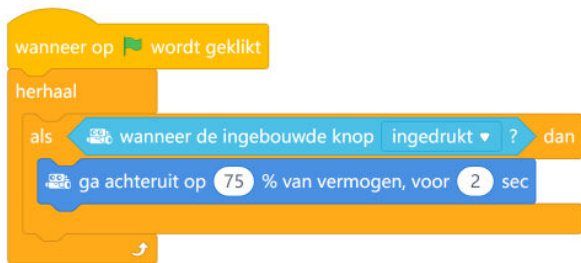 wanneer op wordt geklikt
herhaal
als wanneer de ingebouwde knop ingedrukt ? dan
ga achteruit op 75 % van vermogen, voor 2 sec